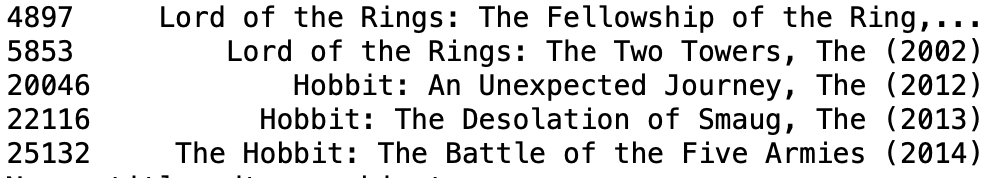 4897 Lord of the Rings: The Fellowship of the Ring,...
5853 Lord of the Rings: The Two Towers, The (2002)
20046 Hobbit: An Unexpected Journey, The (2012)
22116 Hobbit: The Desolation of Smaug, The (2013)
25132 The Hobbit: The Battle of the Five Armies (2014)